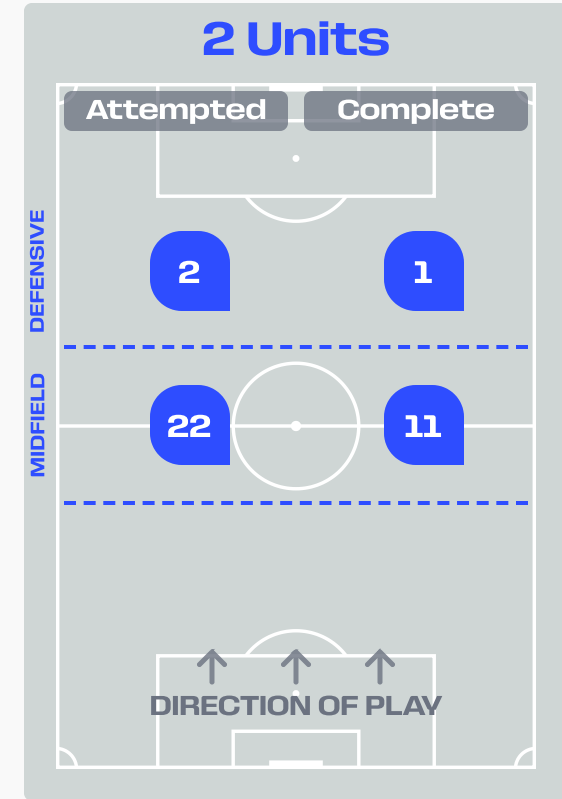 2 Units
Attempted
Complete
DEFENSIVE
2
1
MIDFIELD
22
11
DIRECTION OF PLAY